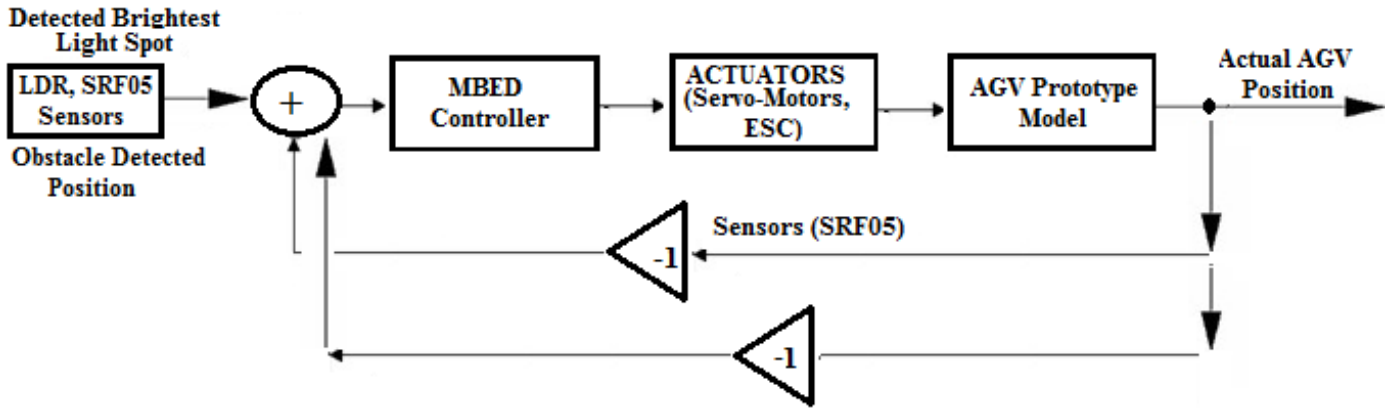 Detected Brightest
Light Spot
LDR, SRF05
Sensors
Obstacle Detected
Position
+
MBED
Controller
ACTUATORS
(Servo-Motors,
ESC)
AGV Prototype
Model
Actual AGV
Position
Sensors (SRF05)
-1
-1